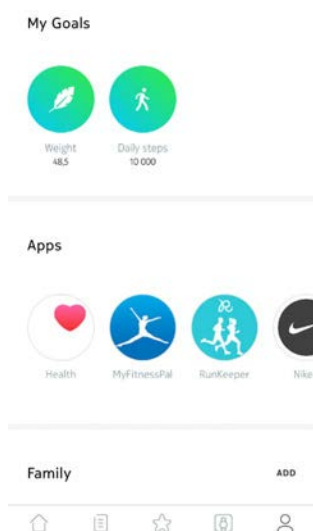 My Goals
Weight Daily steps
48,5 10 000
Apps
Health MyFitnessPal RunKeeper Nike
Family ADD